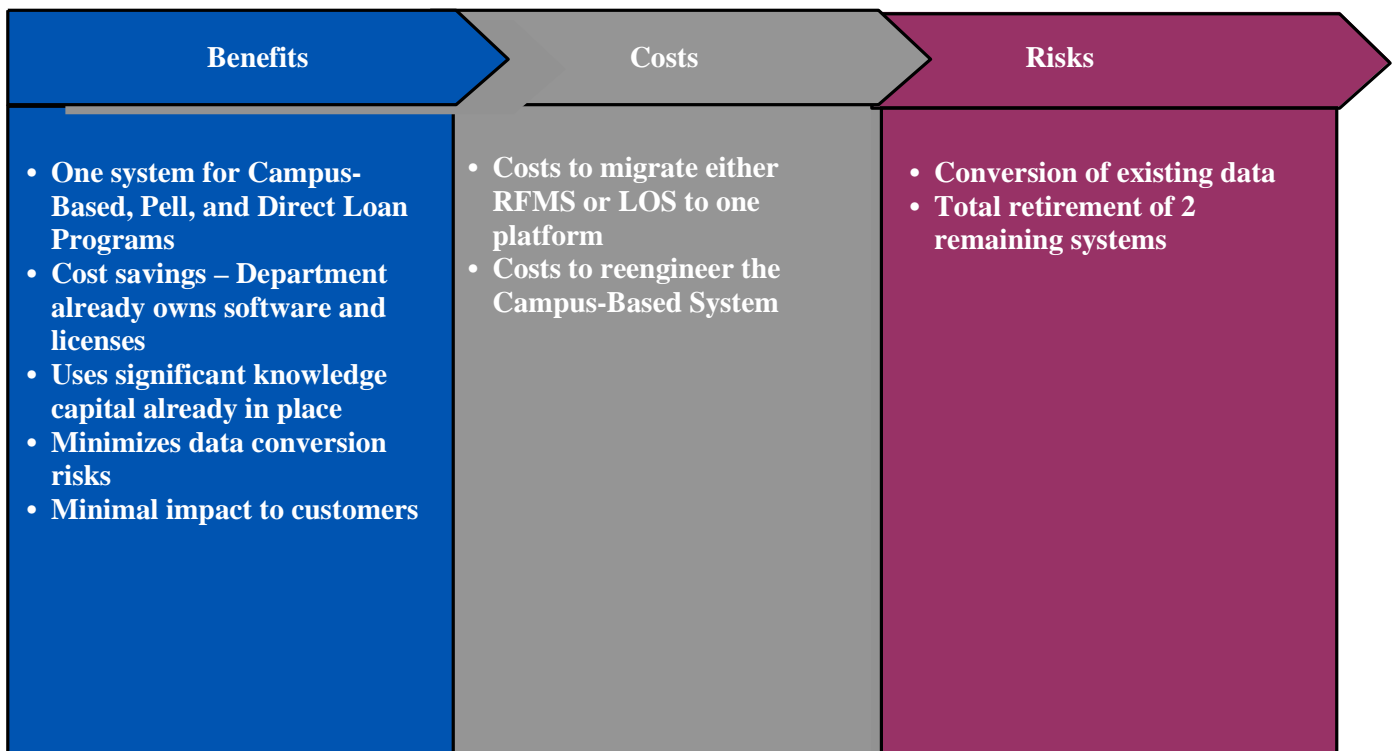 Benefits
Costs
Risks
• One system for Campus-
Based, Pell, and Direct Loan
Programs
• Cost savings – Department
already owns software and
licenses
• Uses significant knowledge
capital already in place
• Minimizes data conversion
risks
• Minimal impact to customers
• Costs to migrate either
RFMS or LOS to one
platform
• Costs to reengineer the
Campus-Based System
• Conversion of existing data
• Total retirement of 2
remaining systems